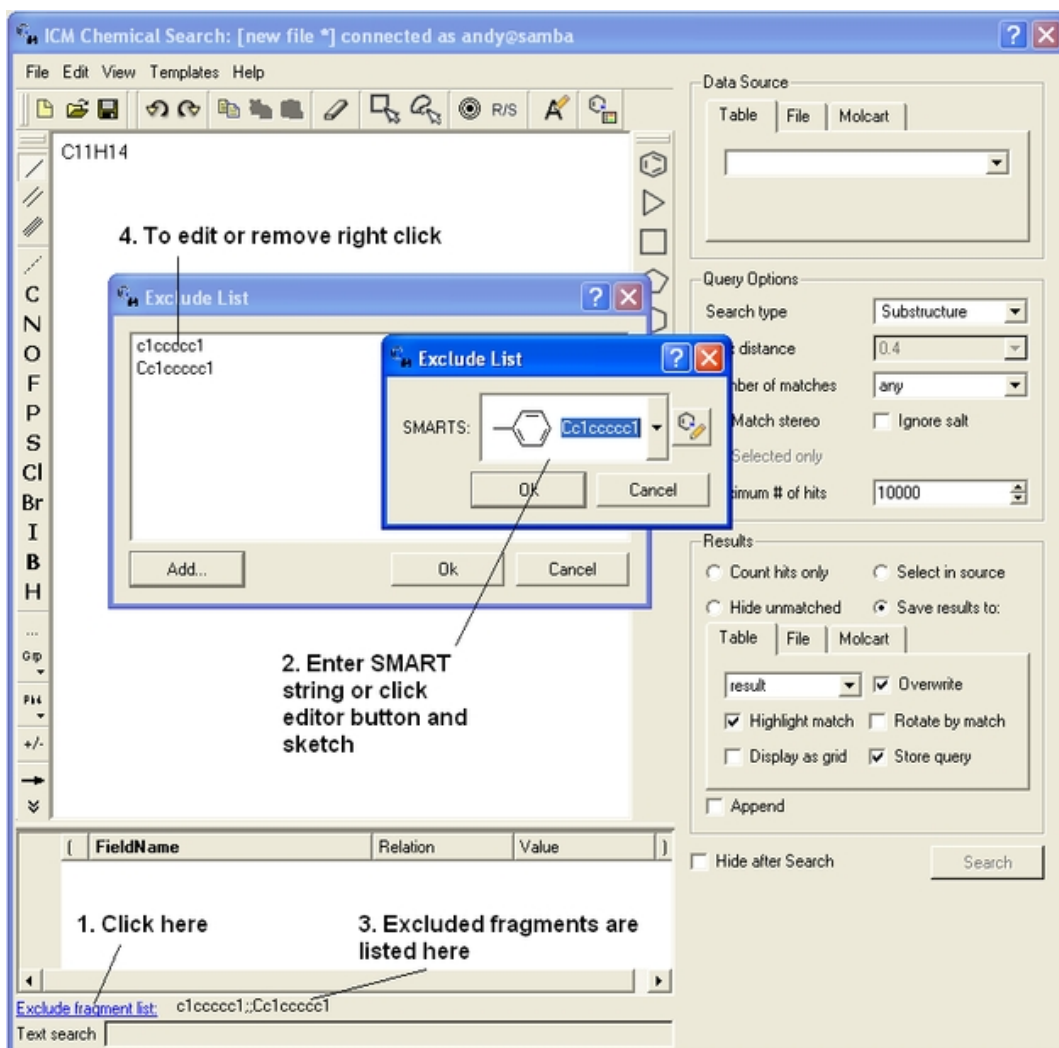 ICM Chemical Search: [new file *] connected as andy@samba
File Edit View Templates Help
R/S
C11H14
4. To edit or remove right click
C
N
O
F
P
S
Cl
Br
I
B
H
...
Grp
+/-
Exclude List
c1ccccc1
Cc1ccccc1
Add...
Ok
Cancel
Exclude List
SMARTS:
Cc1ccccc1
Ok
Cancel
2. Enter SMART
string or click
editor button and
sketch
Data Source
Table File Molcart
Query Options
Search type Substructure
distance 0.4
of matches any
Match stereo Ignore salt
Selected only
# of hits 10000
Results
Count hits only Select in source
Hide unmatched Save results to:
Table File Molcart
result Overwrite
Highlight match Rotate by match
Display as grid Store query
Append
Hide after Search Search
( FieldName Relation Value )
1. Click here
3. Excluded fragments are
listed here
Exclude fragment list: c1ccccc1;;Cc1ccccc1
Text search